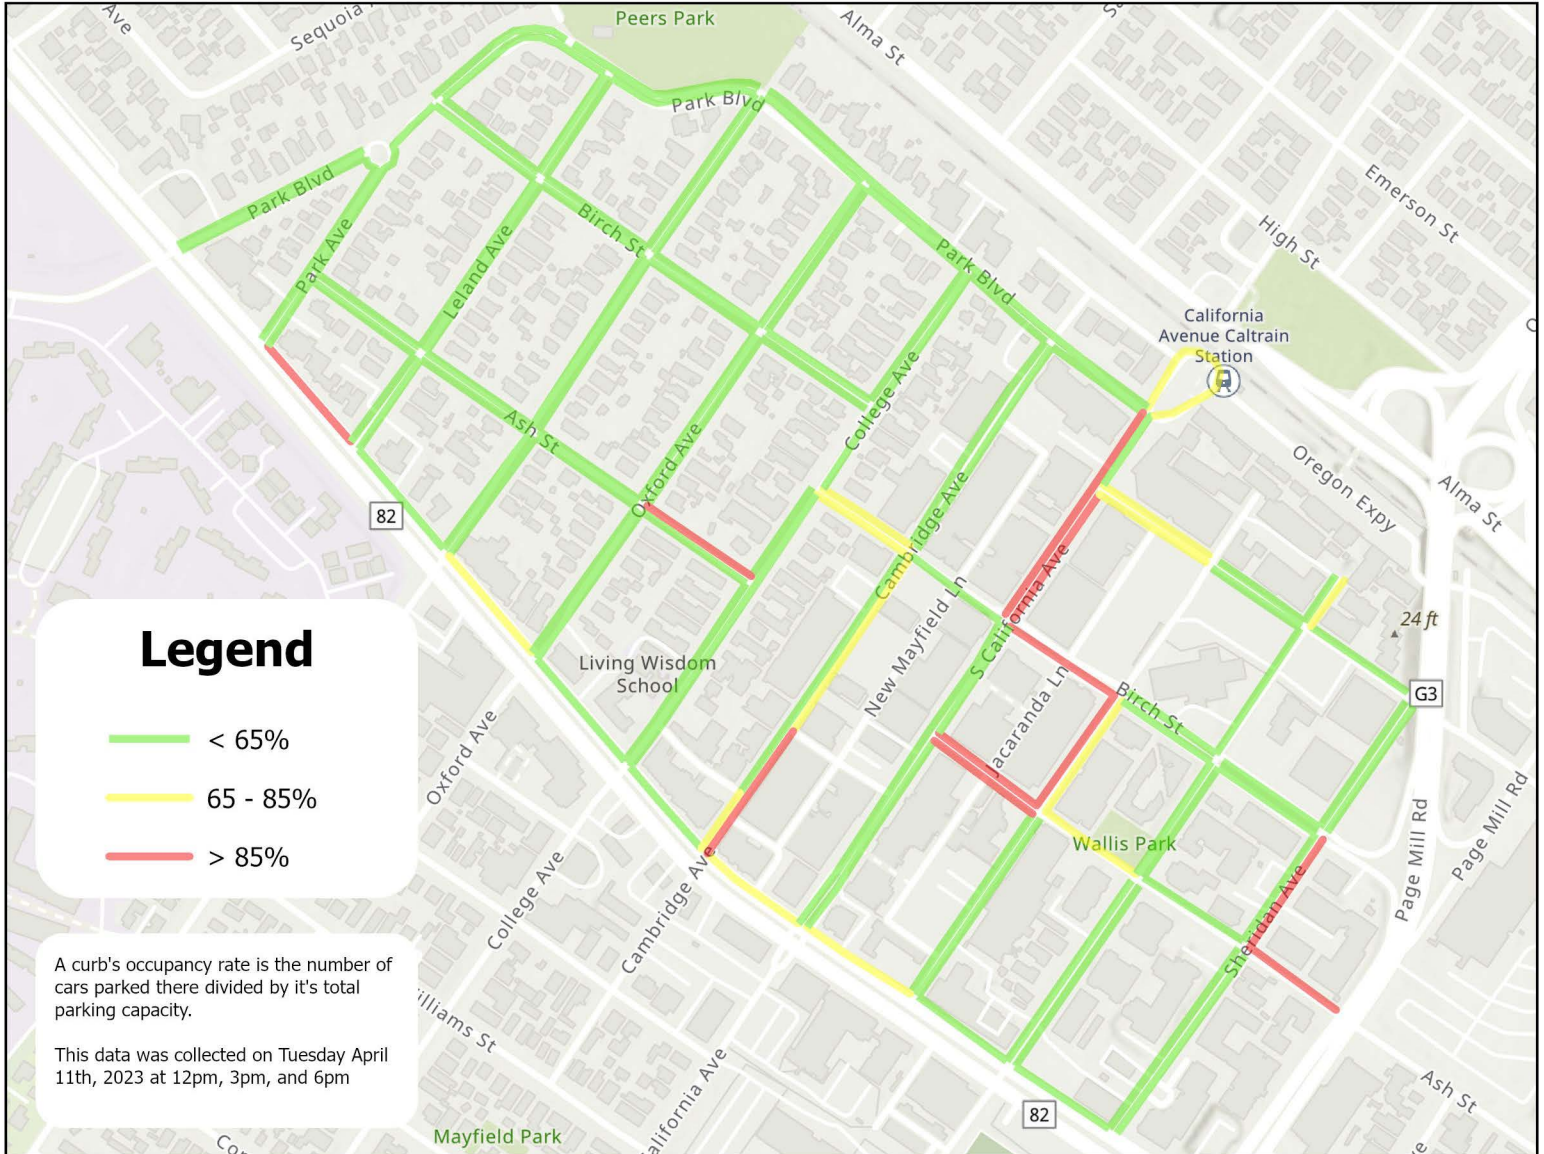 Ave
Sequoia
Peers Park
Alma St
Park Blvd
Emerson St
High St
Park Blvd
Park Ave
Birch St
Leland Ave
Park Blvd
California
Avenue Caltrain
Station
College Ave
Ash St
Oxford Ave
Oregon Expy
Alma St
82
Cambridge Ave
New Mayfield Ln
S California Ave
24 ft
Living Wisdom
School
Jacaranda Ln
Birch St
G3
Oxford Ave
Wallis Park
Page Mill Rd
Page Mill Rd
College Ave
Cambridge Ave
Sheridan Ave
illiams St
alifornia Ave
Ash St
82
Mayfield Park
Cor
Legend
< 65%
65 - 85%
> 85%
A curb's occupancy rate is the number of
cars parked there divided by it's total
parking capacity.
This data was collected on Tuesday April
11th, 2023 at 12pm, 3pm, and 6pm